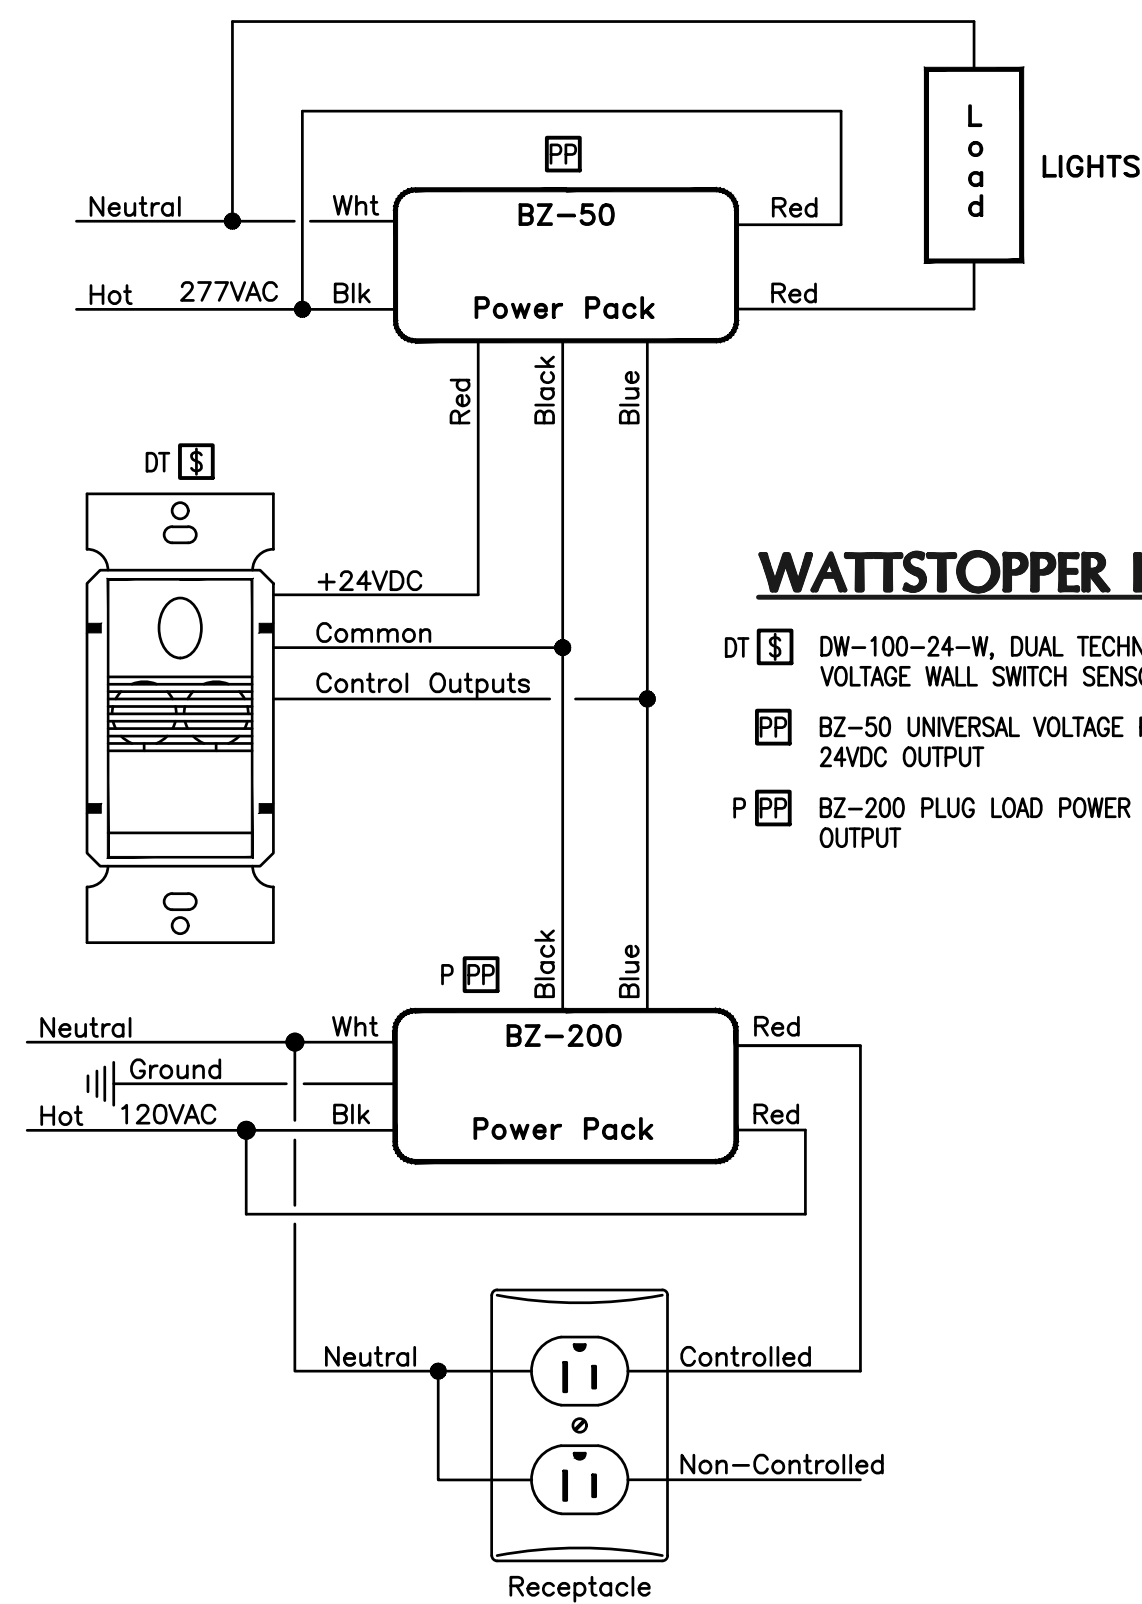 PP
Load
LIGHTS
Neutral
Wht
BZ-50
Red
Hot 277VAC
Blk
Power Pack
Red
Red
Black
Blue
DT $
+24VDC
Common
Control Outputs
WATTSTOPPER
DT $ DW-100-24-W, DUAL
VOLTAGE WALL SWITCH
PP BZ-50 UNIVERSAL VOLTAGE
24VDC OUTPUT
P PP BZ-200 PLUG LOAD POWER
OUTPUT
Black
Blue
P PP
Neutral
Wht
BZ-200
Red
Ground
Hot 120VAC
Blk
Power Pack
Red
Neutral
Controlled
Non-Controlled
Receptacle